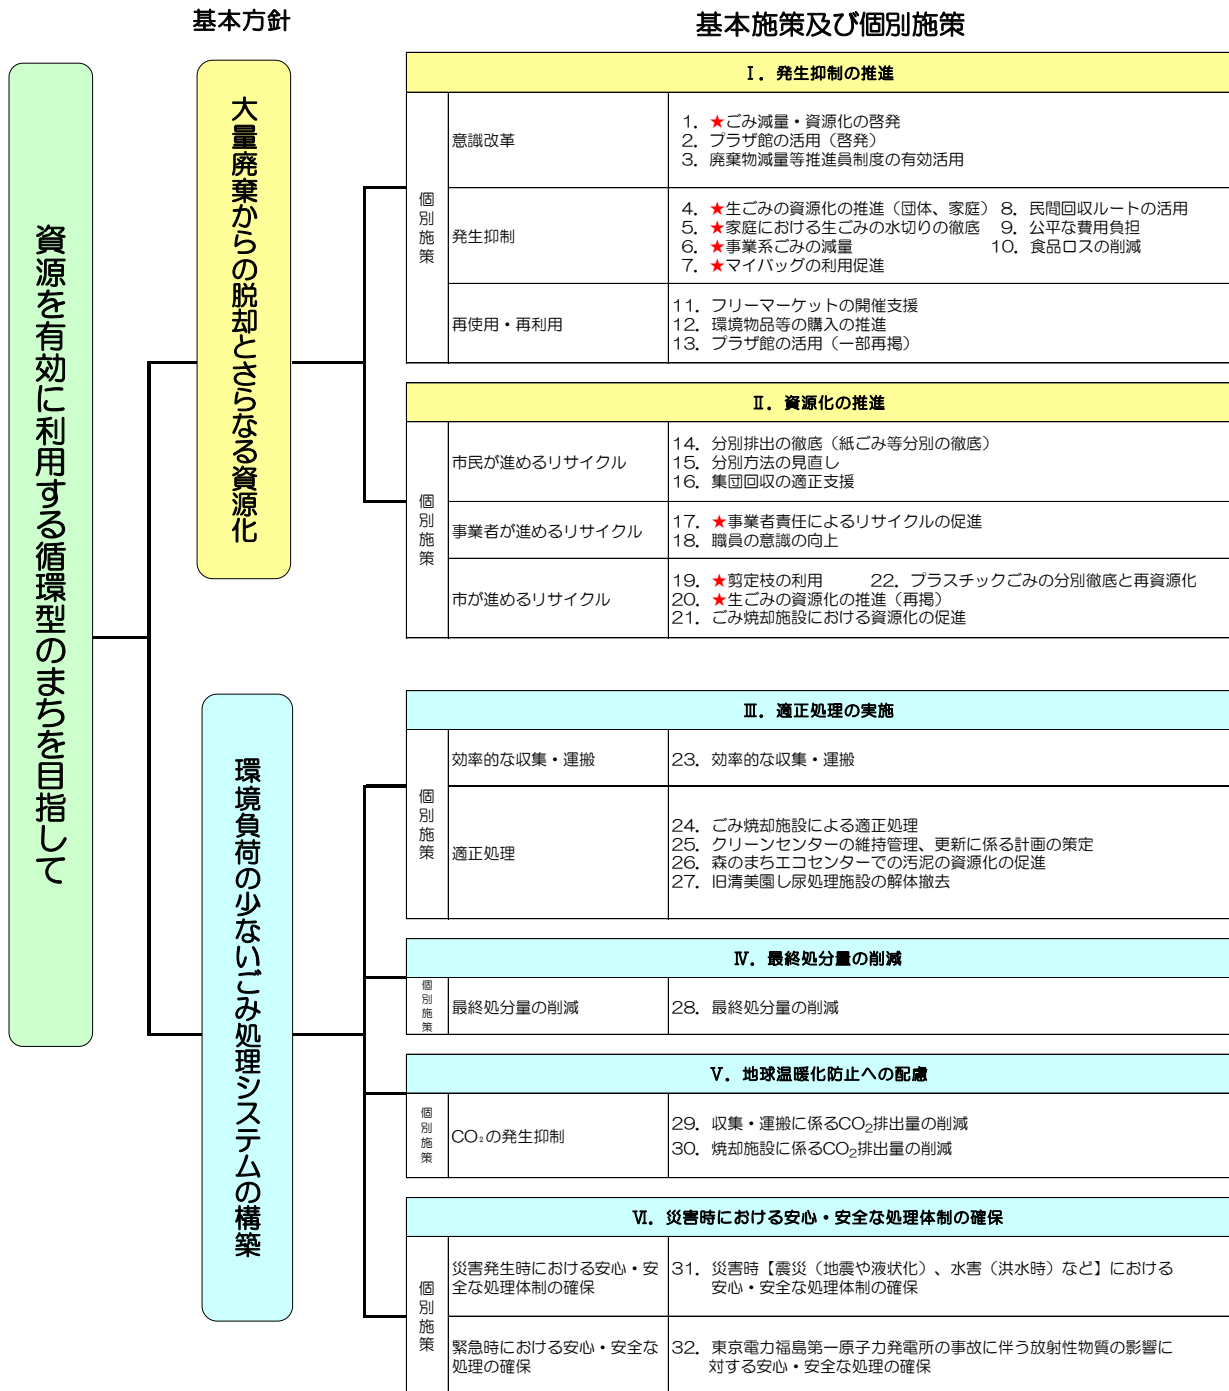 基本方針
基本施策及び個別施策
資源を有効に利用する循環型のまちを目指して
大量廃棄からの脱却とさらなる資源化
Ⅰ．発生抑制の推進
個別施策
意識改革
1．★ごみ減量・資源化の啓発
2．プラザ館の活用（啓発）
3．廃棄物減量等推進員制度の有効活用
発生抑制
4．★生ごみの資源化の推進（団体、家庭） 8．民間回収ルートの活用
5．★家庭における生ごみの水切りの徹底 9．公平な費用負担
6．★事業系ごみの減量 10．食品ロスの削減
7．★マイバッグの利用促進
再使用・再利用
11．フリーマーケットの開催支援
12．環境物品等の購入の推進
13．プラザ館の活用（一部再掲）
Ⅱ．資源化の推進
個別施策
市民が進めるリサイクル
14．分別排出の徹底（紙ごみ等分別の徹底）
15．分別方法の見直し
16．集団回収の適正支援
事業者が進めるリサイクル
17．★事業者責任によるリサイクルの促進
18．職員の意識の向上
市が進めるリサイクル
19．★剪定枝の利用 22．プラスチックごみの分別徹底と再資源化
20．★生ごみの資源化の推進（再掲）
21．ごみ焼却施設における資源化の促進
環境負荷の少ないごみ処理システムの構築
Ⅲ．適正処理の実施
個別施策
効率的な収集・運搬
23．効率的な収集・運搬
適正処理
24．ごみ焼却施設による適正処理
25．クリーンセンターの維持管理、更新に係る計画の策定
26．森のまちエコセンターでの汚泥の資源化の促進
27．旧清美園し尿処理施設の解体撤去
Ⅳ．最終処分量の削減
個別施策
最終処分量の削減
28．最終処分量の削減
Ⅴ．地球温暖化防止への配慮
個別施策
CO₂の発生抑制
29．収集・運搬に係るCO₂排出量の削減
30．焼却施設に係るCO₂排出量の削減
Ⅵ．災害時における安心・安全な処理体制の確保
個別施策
災害発生時における安心・安
全な処理体制の確保
31．災害時【震災（地震や液状化）、水害（洪水時）など】における
安心・安全な処理体制の確保
緊急時における安心・安全な
処理の確保
32．東京電力福島第一原子力発電所の事故に伴う放射性物質の影響に
対する安心・安全な処理の確保